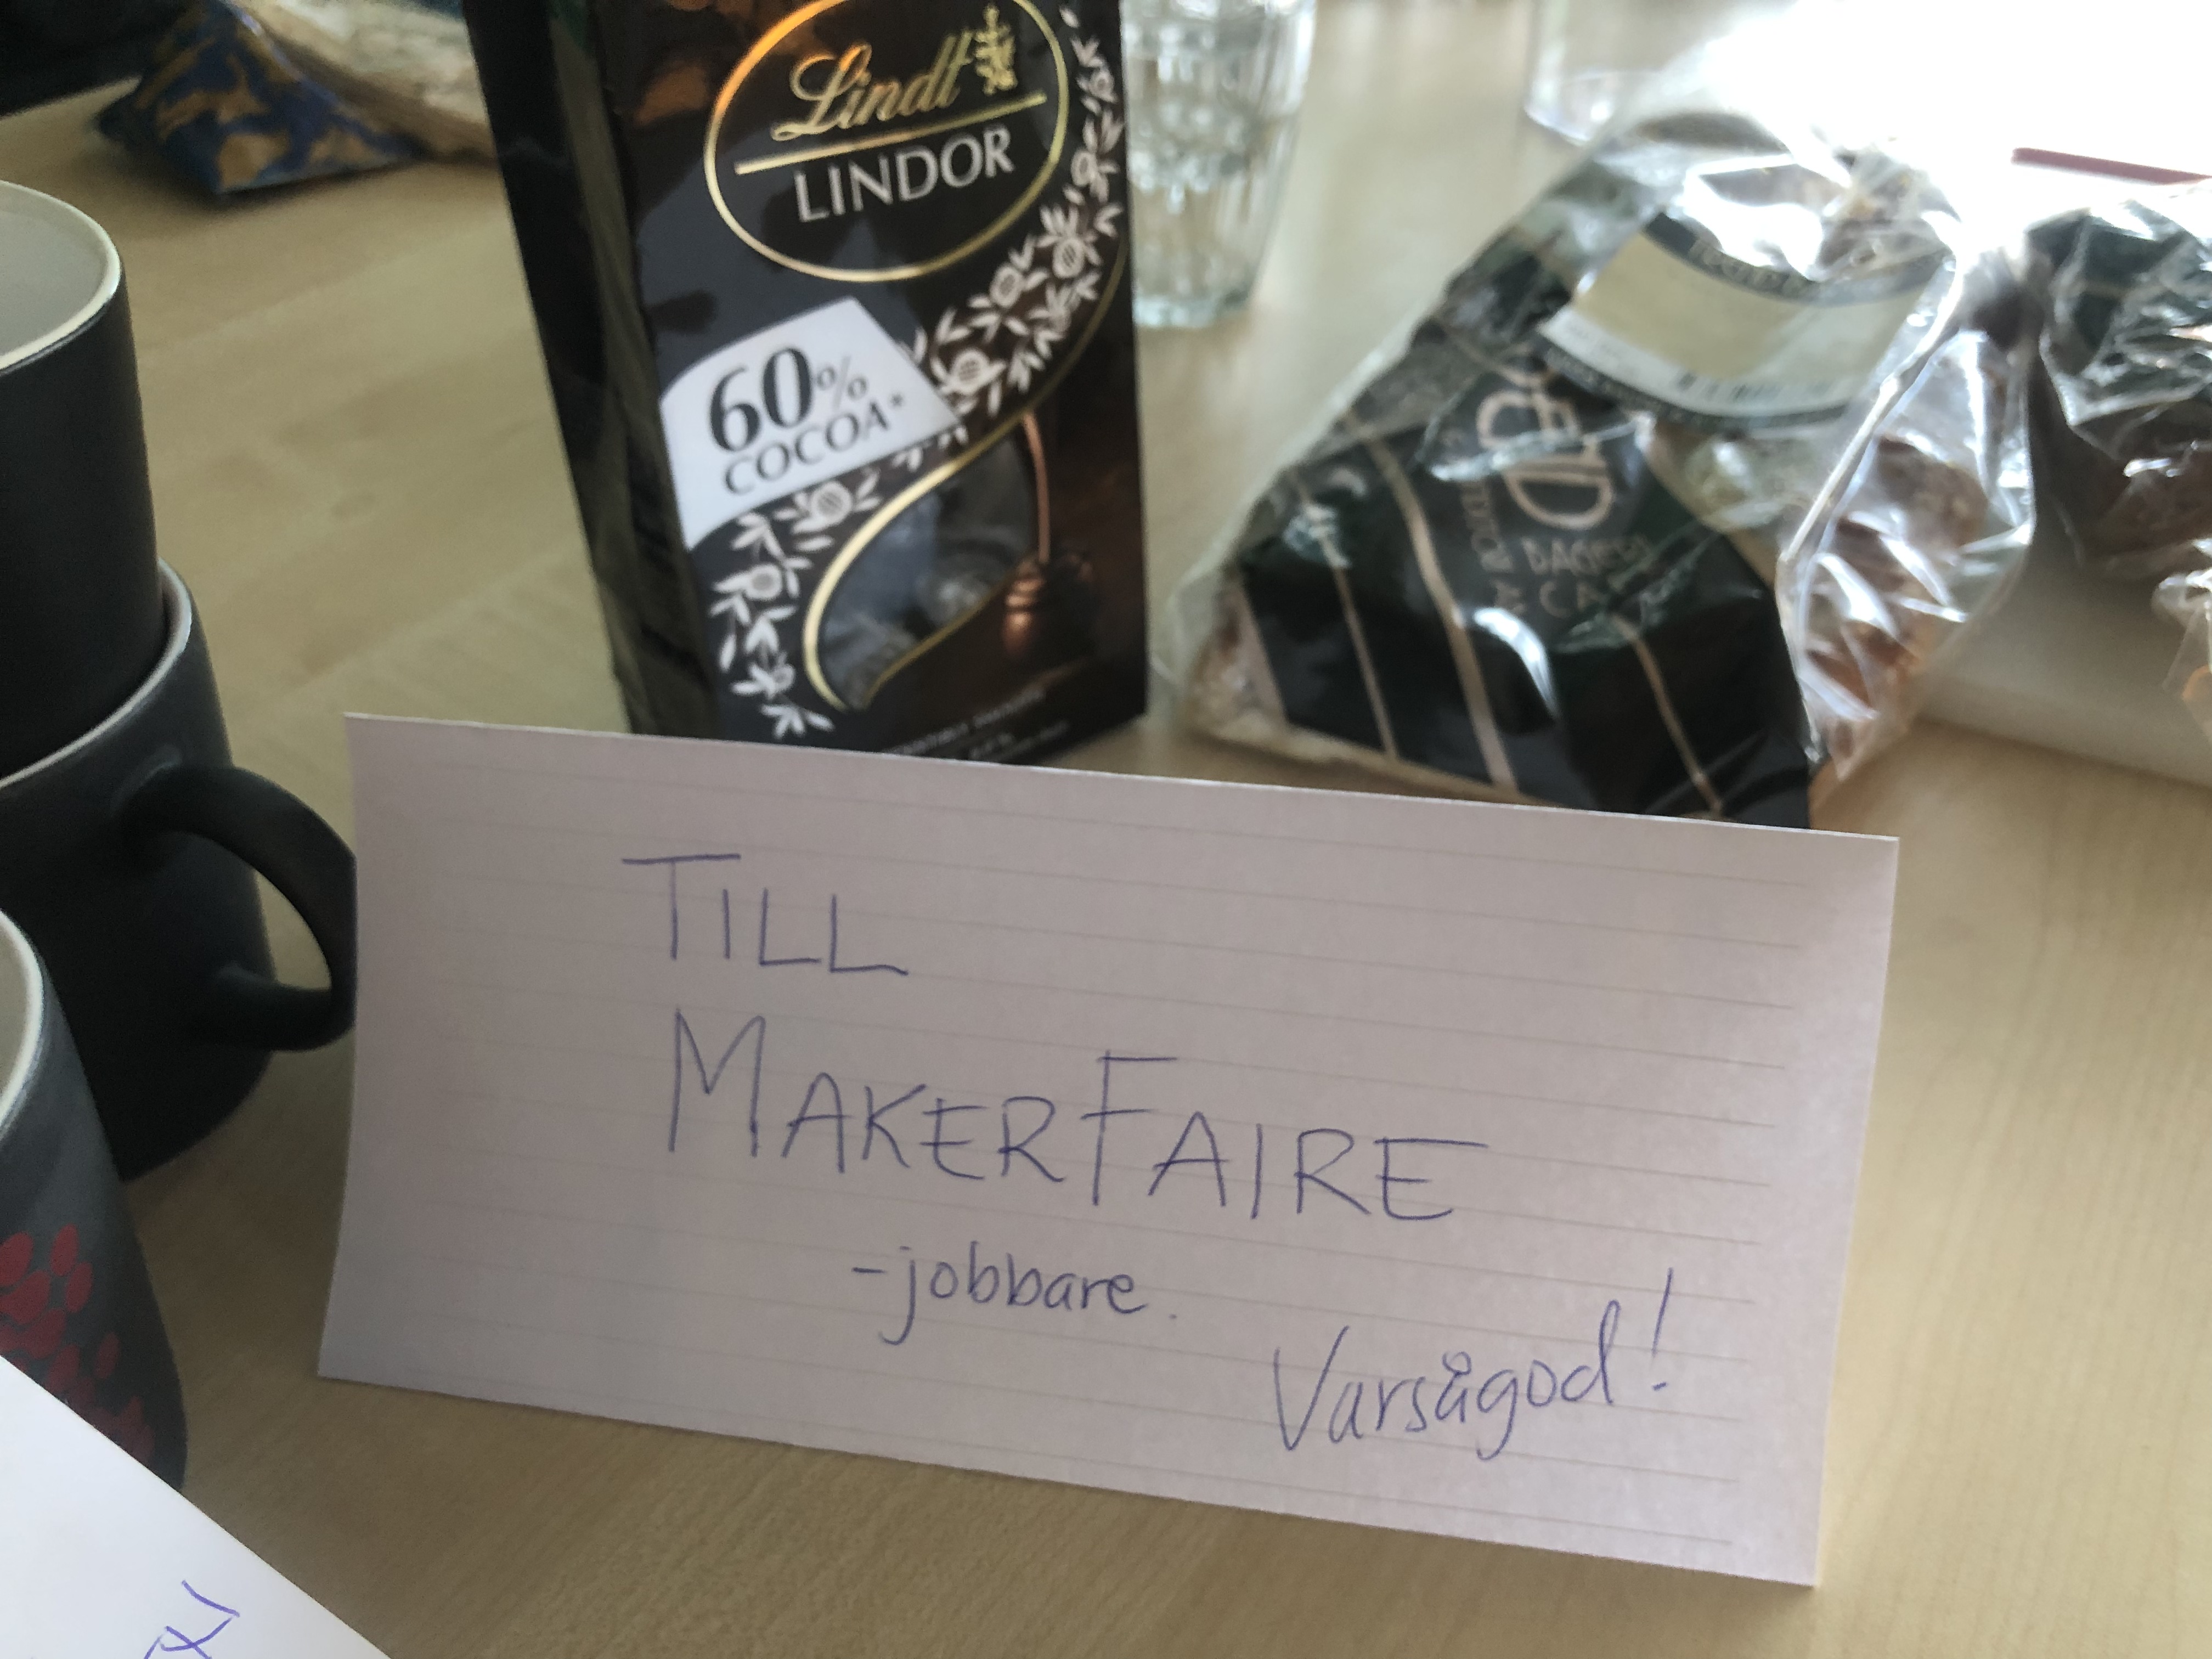 Lindt
LINDOR
60%
COCOA*
TILL
MAKERFAIRE
-jobbare.
Varsågod!